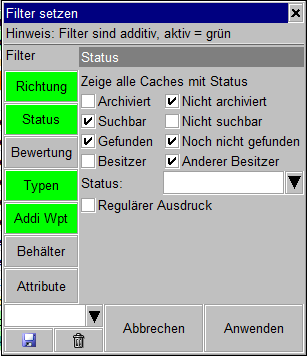 Filter setzen
Hinweis: Filter sind additiv, aktiv = grün
Filter
Status
Richtung
Zeige alle Caches mit Status
Archiviert Nicht archiviert
Status
Suchbar Nicht suchbar
Bewertung
Gefunden Noch nicht gefunden
Besitzer Anderer Besitzer
Typen
Status:
Addi Wpt
Regulärer Ausdruck
Behälter
Attribute
Abbrechen Anwenden